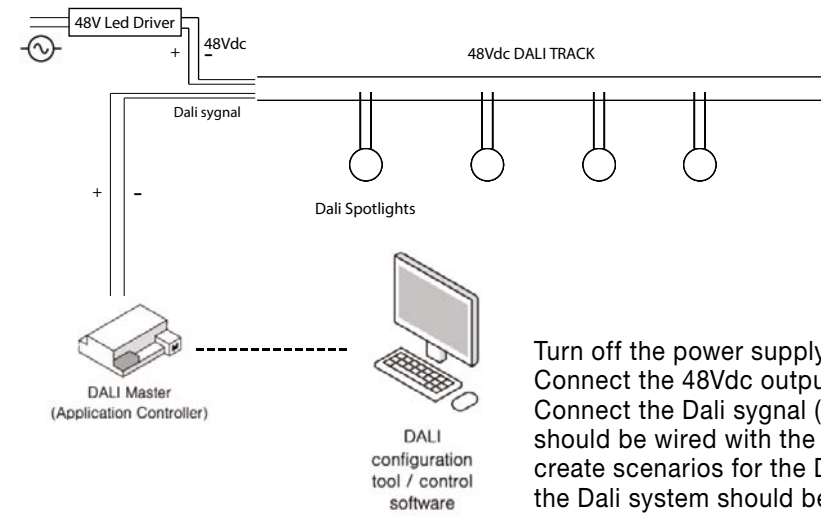 48V Led Driver
+
-
48Vdc
48Vdc DALI TRACK
Dali sygnal
+
-
Dali Spotlights
DALI Master
(Application Controller)
DALI
configuration
tool / control
software
Turn off the power supply
Connect the 48Vdc outpu
Connect the Dali sygnal (
should be wired with the
create scenarios for the D
the Dali system should be